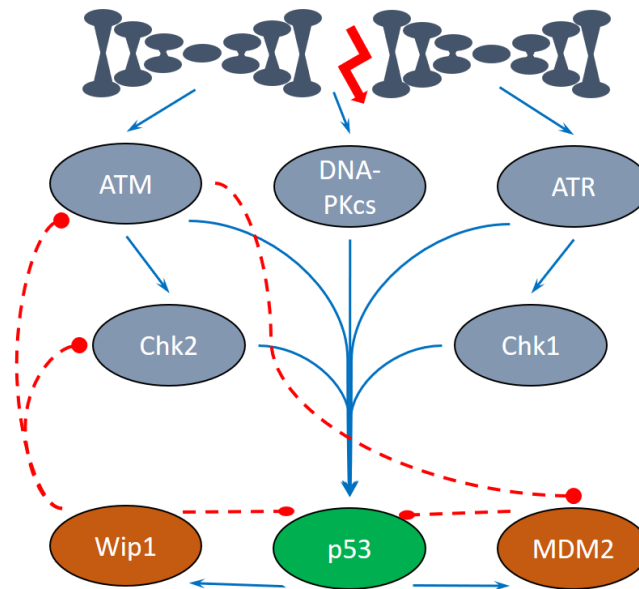 ATM
DNA-
PKcs
ATR
Chk2
Chk1
Wip1
p53
MDM2